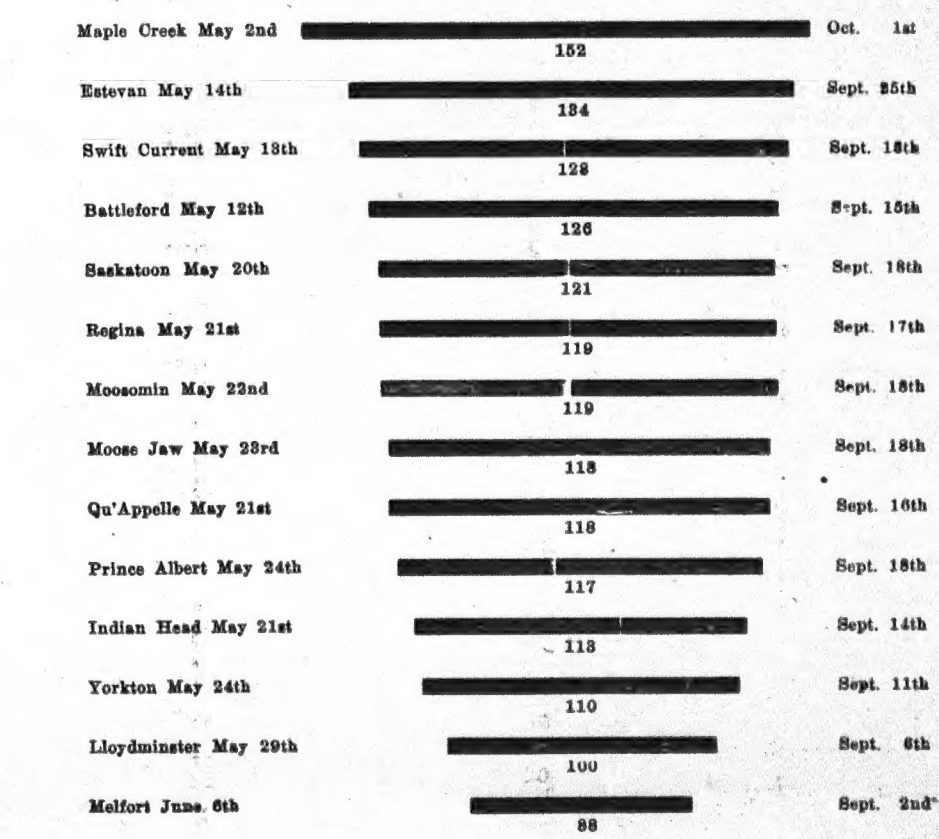 Maple Creek May 2nd Oct. 1st
152
Estevan May 14th Sept. 25th
134
Swift Current May 13th Sept. 18th
128
Battleford May 12th Sept. 15th
126
Saskatoon May 20th Sept. 18th
121
Regina May 21st Sept. 17th
119
Moosomin May 22nd Sept. 18th
119
Moose Jaw May 23rd Sept. 18th
118
Qu'Appelle May 21st Sept. 16th
118
Prince Albert May 24th Sept. 18th
117
Indian Head May 21st Sept. 14th
113
Yorkton May 24th Sept. 11th
110
Lloydminster May 29th Sept. 6th
100
Melfort June 6th Sept. 2nd
88